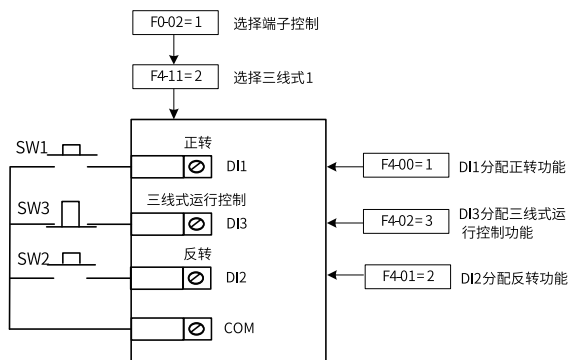 F0-02=1 选择端子控制
F4-11=2 选择三线式1
SW1 正转 DI1 F4-00=1 DI1分配正转功能
三线式运行控制
SW3 DI3 F4-02=3 DI3分配三线式运
行控制功能
SW2 反转 DI2 F4-01=2 DI2分配反转功能
COM